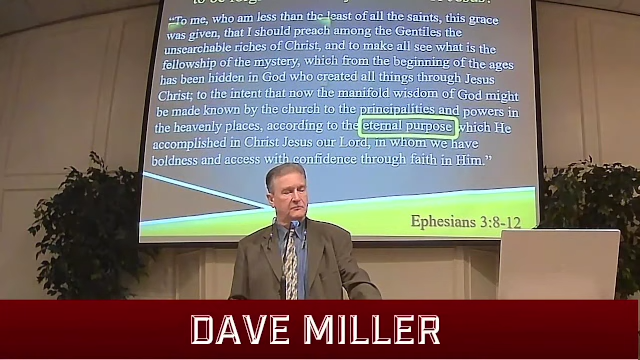 “To me, who am less than the least of all the saints, this grace
was given, that I should preach among the Gentiles the
unsearchable riches of Christ, and to make all see what is the
fellowship of the mystery, which from the beginning of the ages
has been hidden in God who created all things through Jesus
Christ; to the intent that now the manifold wisdom of God might
be made known by the church to the principalities and powers in
the heavenly places, according to the eternal purpose which He
accomplished in Christ Jesus our Lord, in whom we have
boldness and access with confidence through faith in Him.”
Ephesians 3:8-12
DAVE MILLER